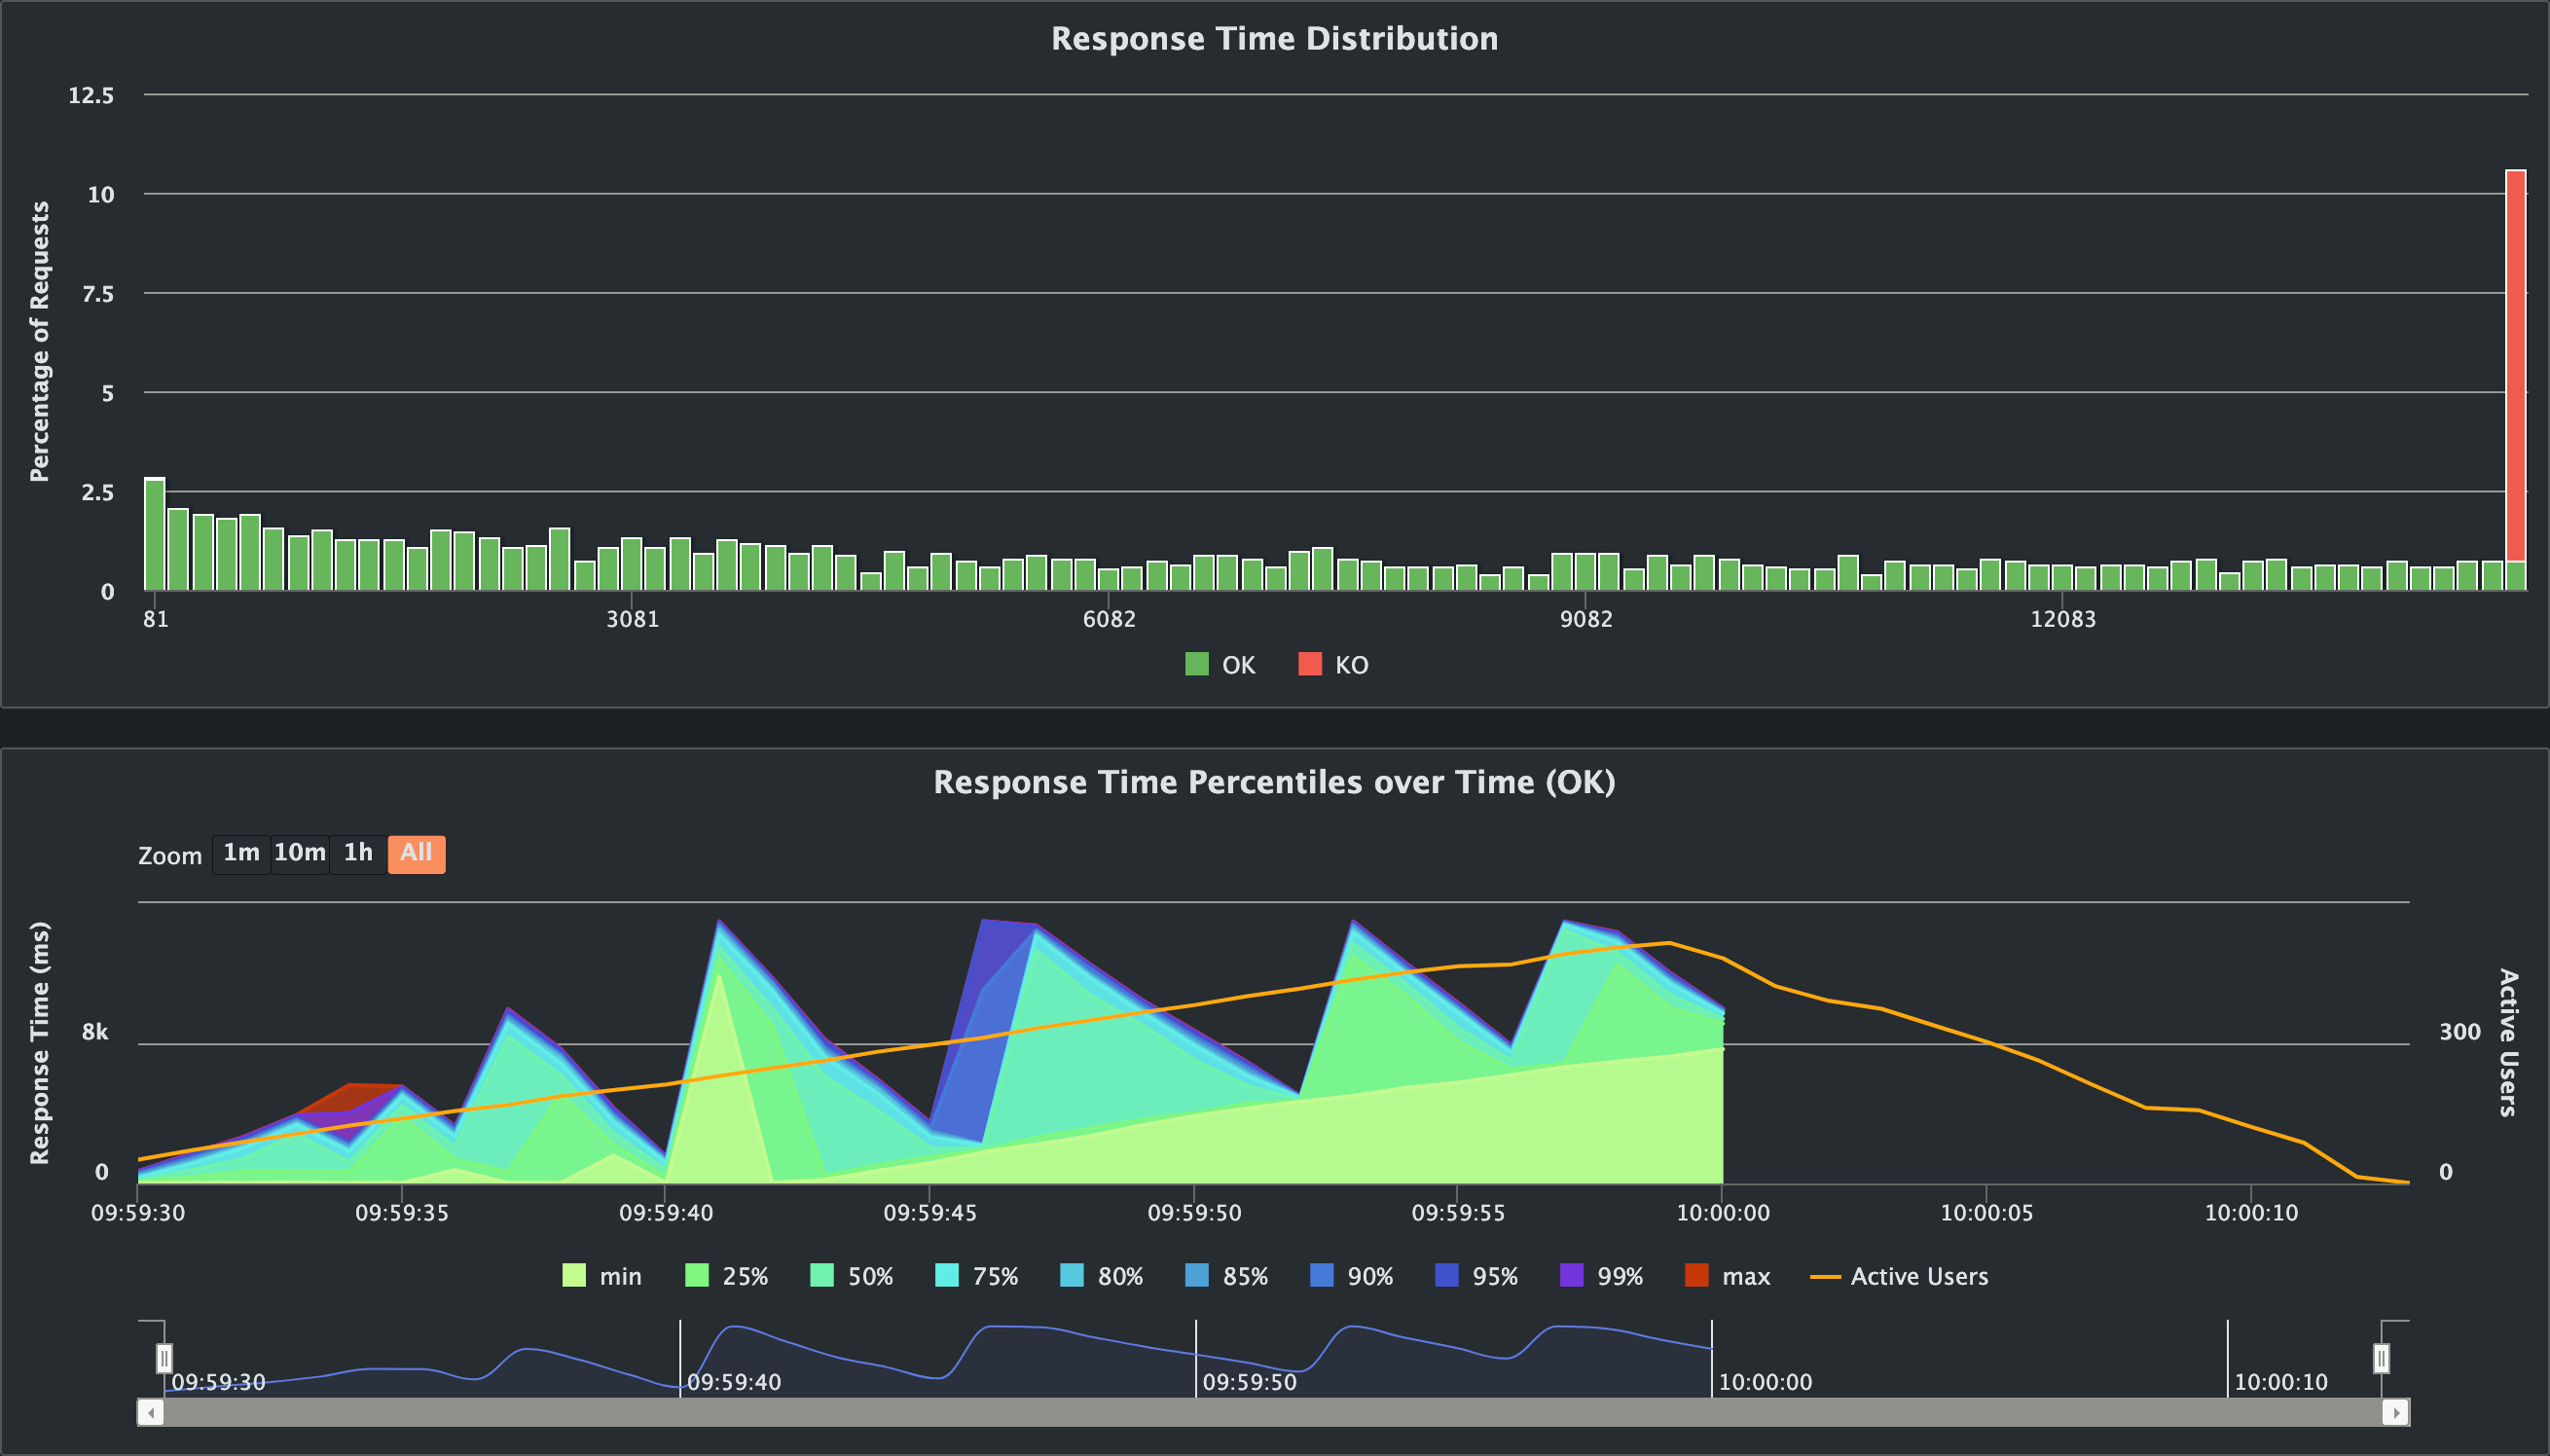 Response Time Distribution
Percentage of Requests
12.5
10
7.5
5
2.5
0
81 3081 6082 9082 12083
OK KO
Response Time Percentiles over Time (OK)
Zoom 1m 10m 1h All
Response Time (ms)
Active Users
8k 300
0 0
09:59:30 09:59:35 09:59:40 09:59:45 09:59:50 09:59:55 10:00:00 10:00:05 10:00:10
min 25% 50% 75% 80% 85% 90% 95% 99% max Active Users
09:59:30 09:59:40 09:59:50 10:00:00 10:00:10